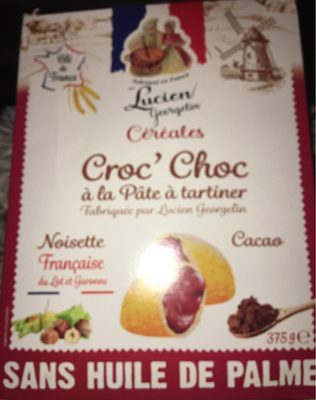 Blé
de
France
Fabriqué en France
Lucien
Georgelin
Céréales
Croc' Choc
à la Pâte à tartiner
Fabriquée par Lucien Georgelin
Noisette
Française
du Lot et Garonne
Cacao
375g℮
SANS HUILE DE PALME